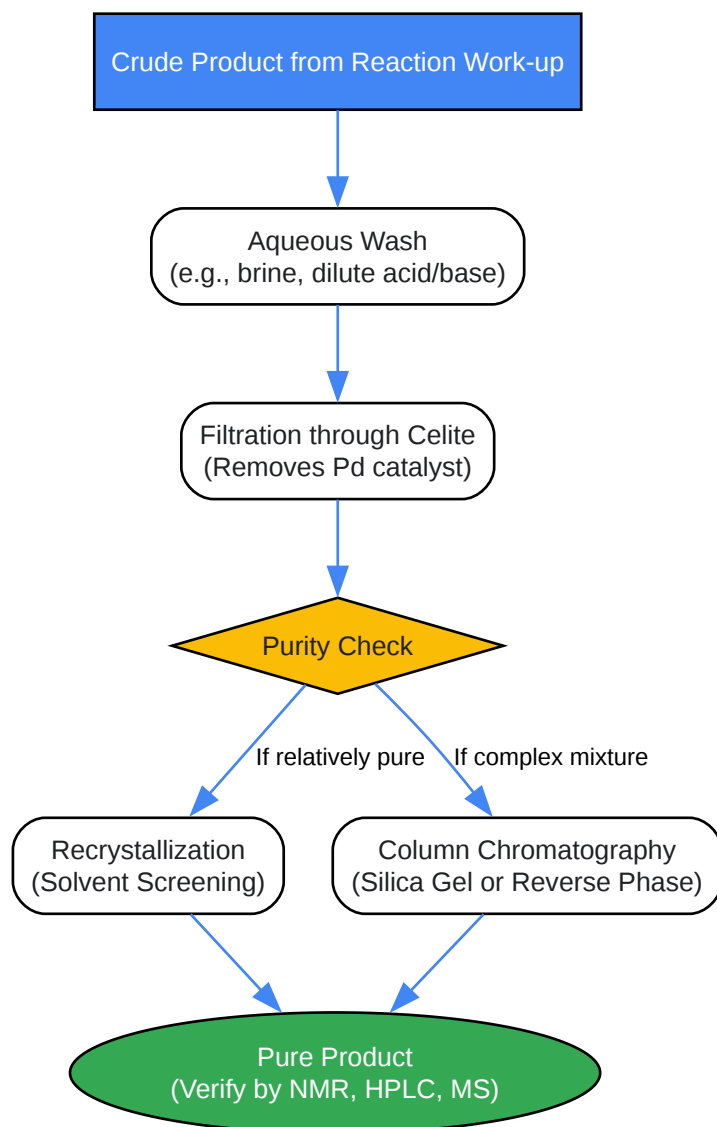 Crude Product from Reaction Work-up
Aqueous Wash
(e.g., brine, dilute acid/base)
Filtration through Celite
(Removes Pd catalyst)
Purity Check
If relatively pure
If complex mixture
Recrystallization
(Solvent Screening)
Column Chromatography
(Silica Gel or Reverse Phase)
Pure Product
(Verify by NMR, HPLC, MS)